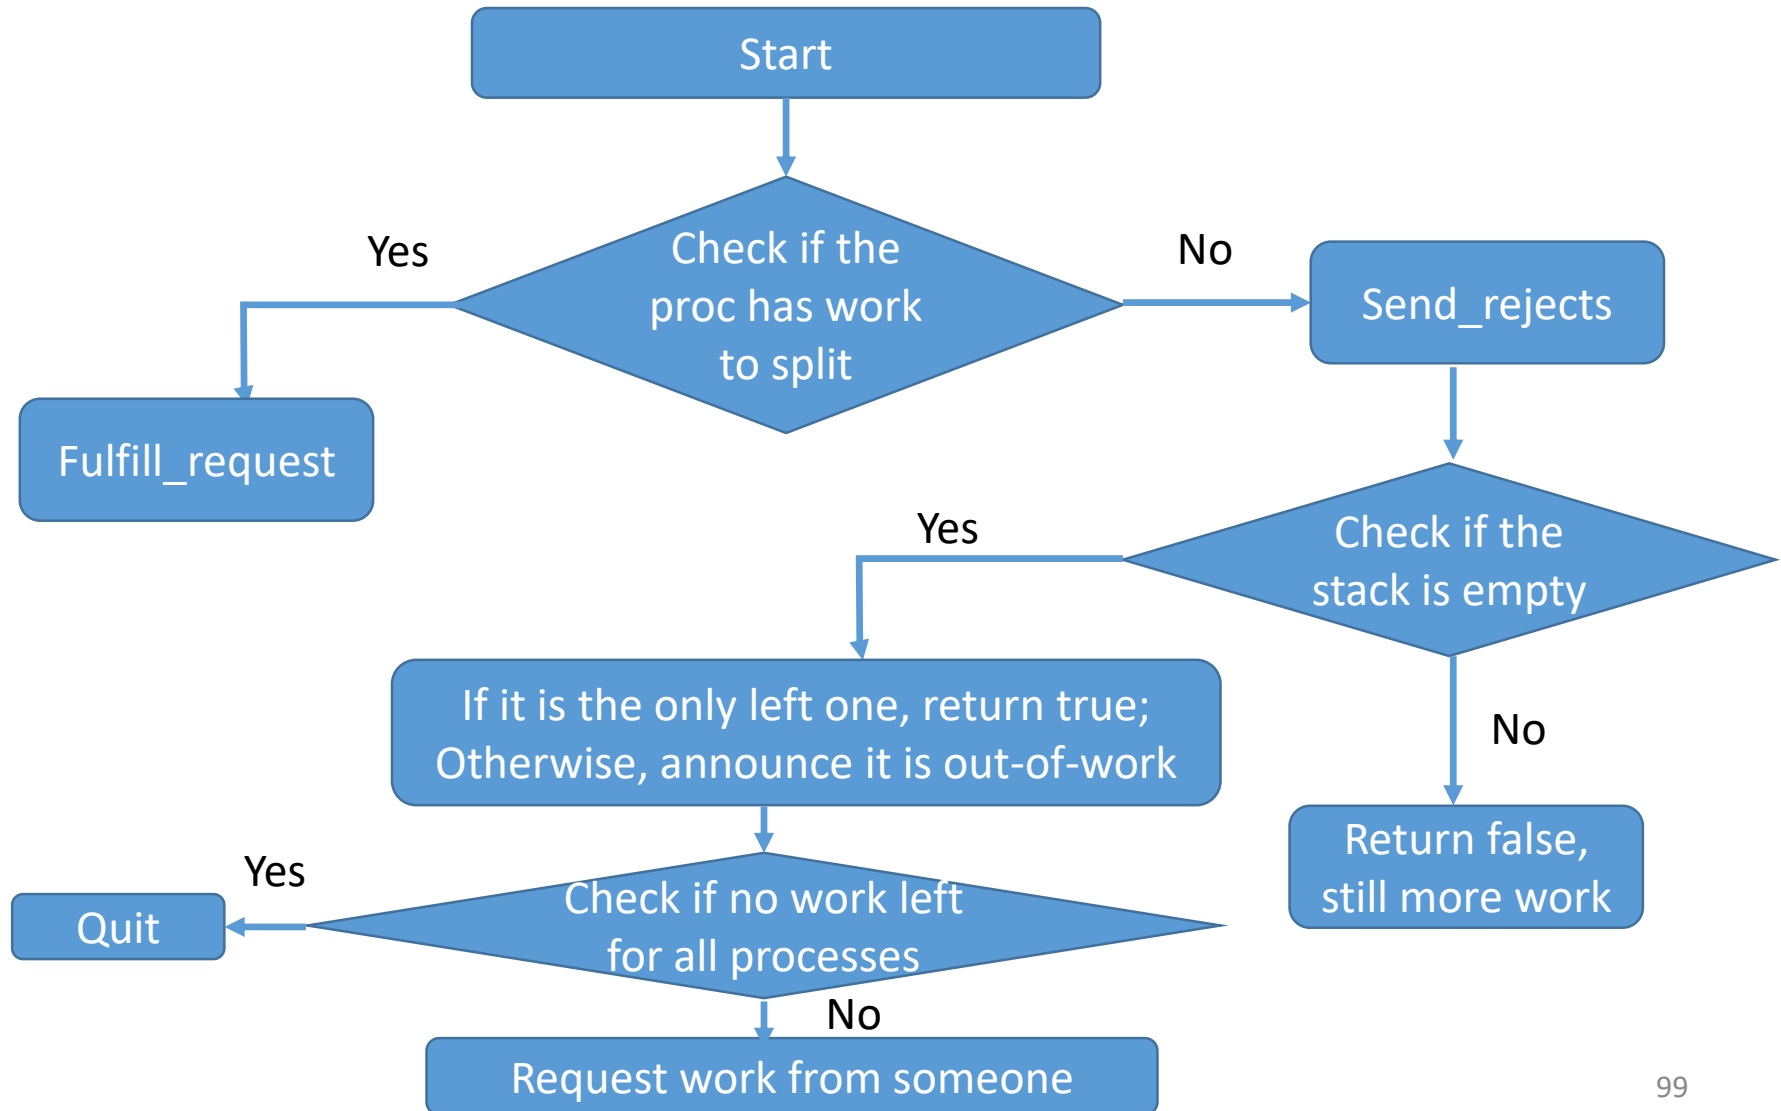 Start
Yes
Check if the
proc has work
to split
No
Send_rejects
Fulfill_request
Yes
Check if the
stack is empty
If it is the only left one, return true;
Otherwise, announce it is out-of-work
No
Return false,
still more work
Yes
Quit
Check if no work left
for all processes
No
Request work from someone
99